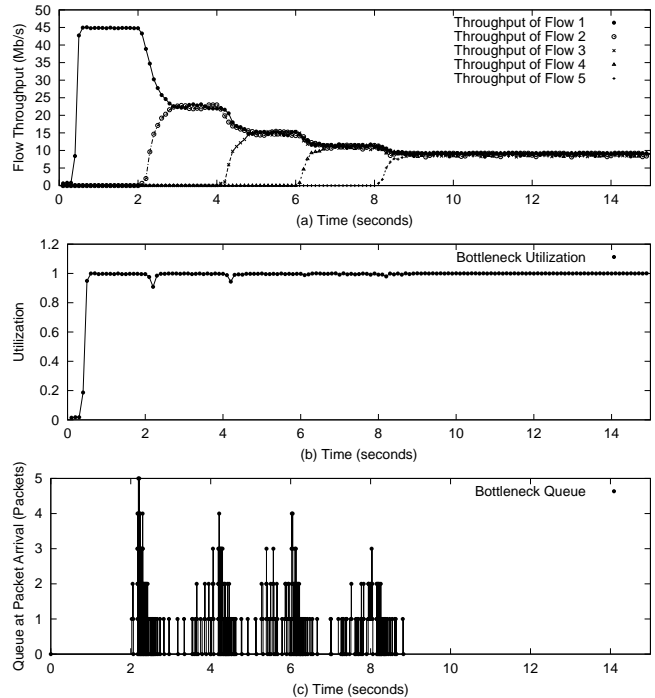 50
45
40
35
30
25
20
15
10
5
0
Flow Throughput (Mb/s)
Throughput of Flow 1
Throughput of Flow 2
Throughput of Flow 3
Throughput of Flow 4
Throughput of Flow 5
0 2 4 6 8 10 12 14
(a) Time (seconds)
1.2
1
0.8
0.6
0.4
0.2
0
Utilization
Bottleneck Utilization
0 2 4 6 8 10 12 14
(b) Time (seconds)
5
4
3
2
1
0
Queue at Packet Arrival (Packets)
Bottleneck Queue
0 2 4 6 8 10 12 14
(c) Time (seconds)